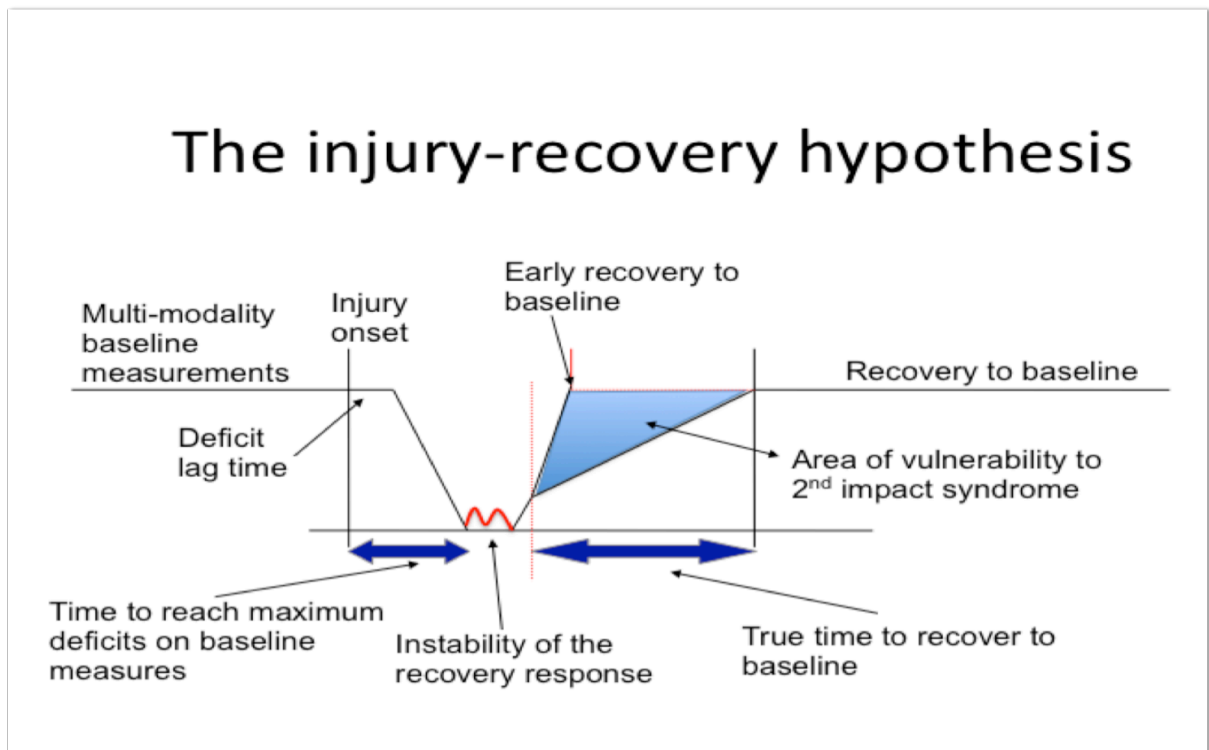 The injury-recovery hypothesis
Early recovery to
baseline
Multi-modality
baseline
measurements
Injury
onset
Recovery to baseline
Deficit
lag time
Area of vulnerability to
2nd impact syndrome
Time to reach maximum
deficits on baseline
measures
Instability of the
recovery response
True time to recover to
baseline